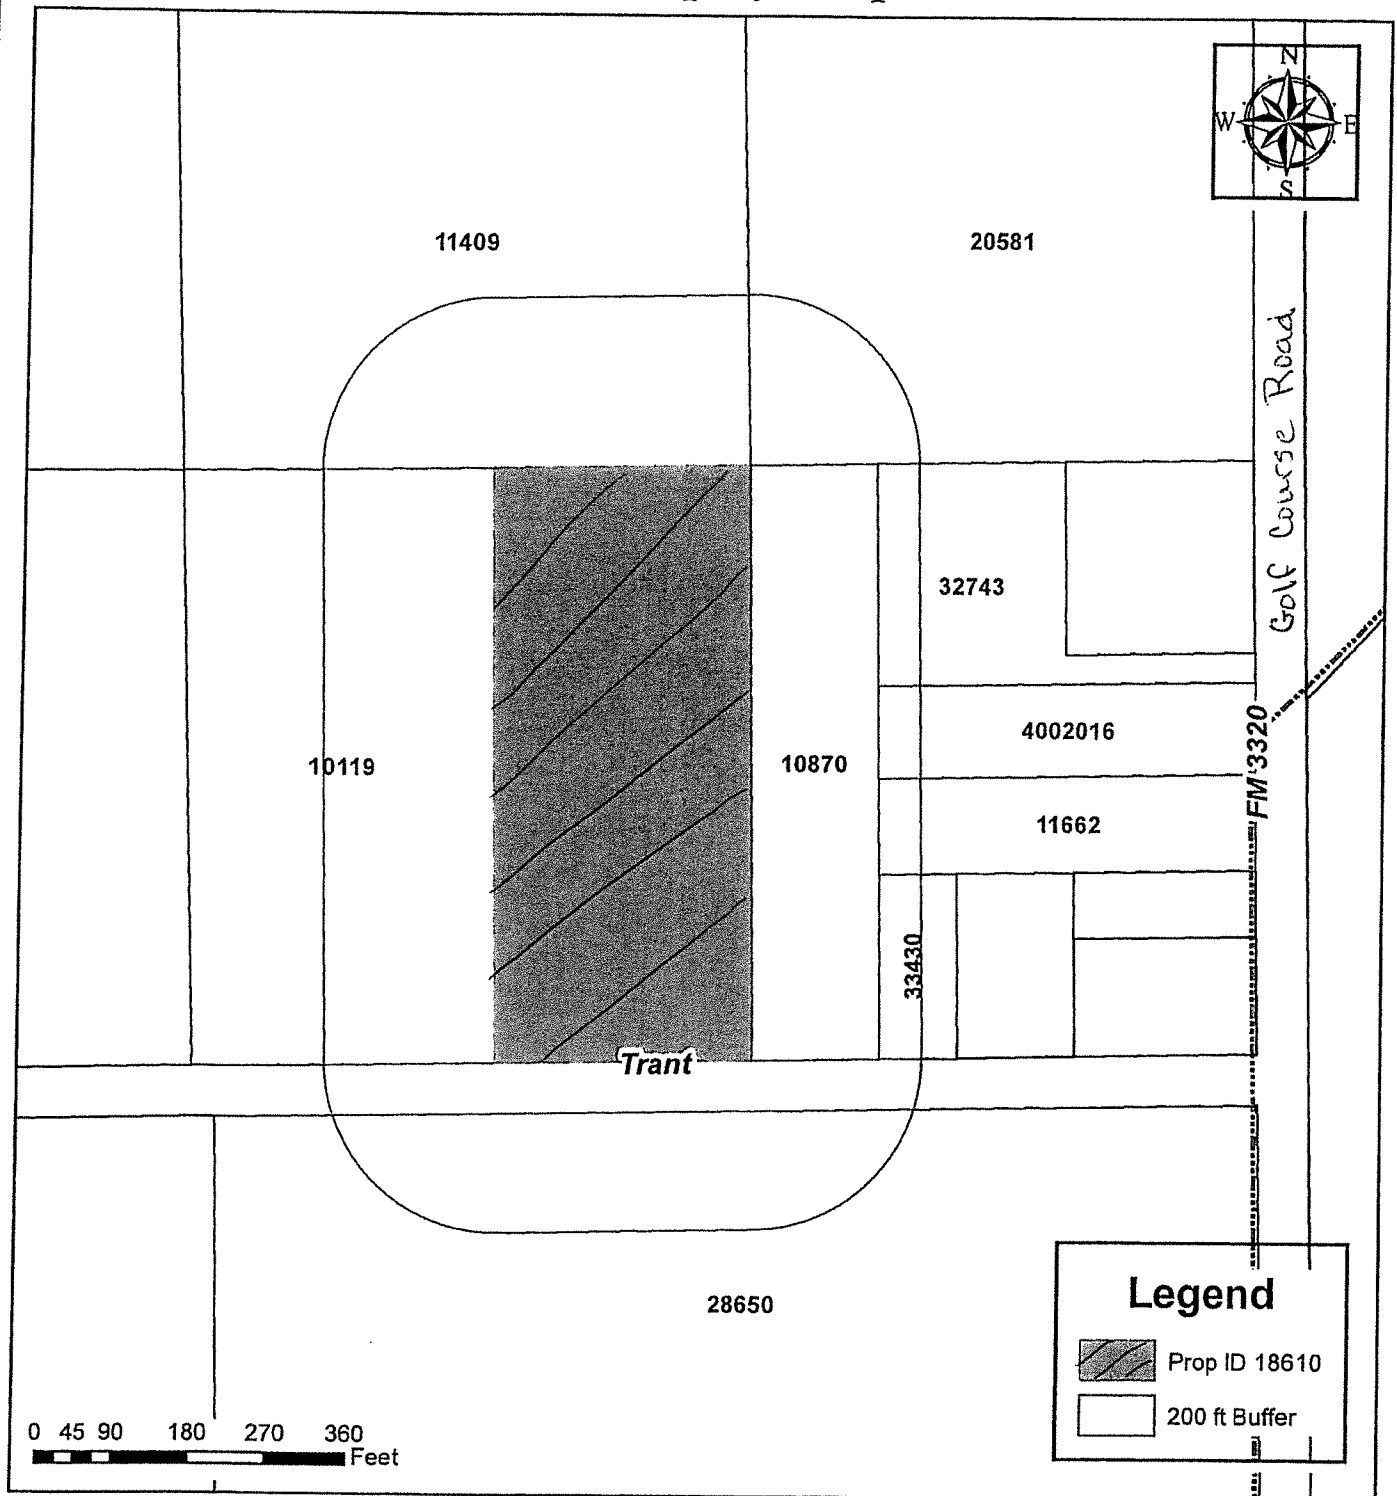 N
W E
S
11409
20581
Golf Course Road
32743
4002016
FM 3320
10119
10870
11662
33430
Trant
28650
Legend
Prop ID 18610
200 ft Buffer
0 45 90 180 270 360
Feet